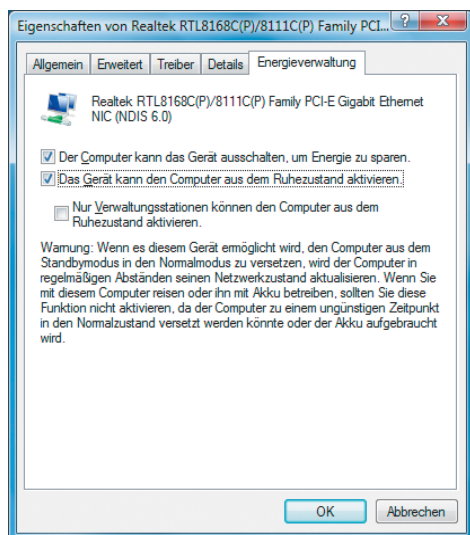 Eigenschaften von Realtek RTL8168C(P)/8111C(P) Family PCI...
Allgemein Erweitert Treiber Details Energieverwaltung
Realtek RTL8168C(P)/8111C(P) Family PCI-E Gigabit Ethernet
NIC (NDIS 6.0)
Der Computer kann das Gerät ausschalten, um Energie zu sparen.
Das Gerät kann den Computer aus dem Ruhezustand aktivieren.
Nur Verwaltungsstationen können den Computer aus dem
Ruhezustand aktivieren.
Warnung: Wenn es diesem Gerät ermöglicht wird, den Computer aus dem
Standbymodus in den Normalmodus zu versetzen, wird der Computer in
regelmäßigen Abständen seinen Netzwerkzustand aktualisieren. Wenn Sie
mit diesem Computer reisen oder ihn mit Akku betreiben, sollten Sie diese
Funktion nicht aktivieren, da der Computer zu einem ungünstigen Zeitpunkt
in den Normalzustand versetzt werden könnte oder der Akku aufgebraucht
wird.
OK Abbrechen